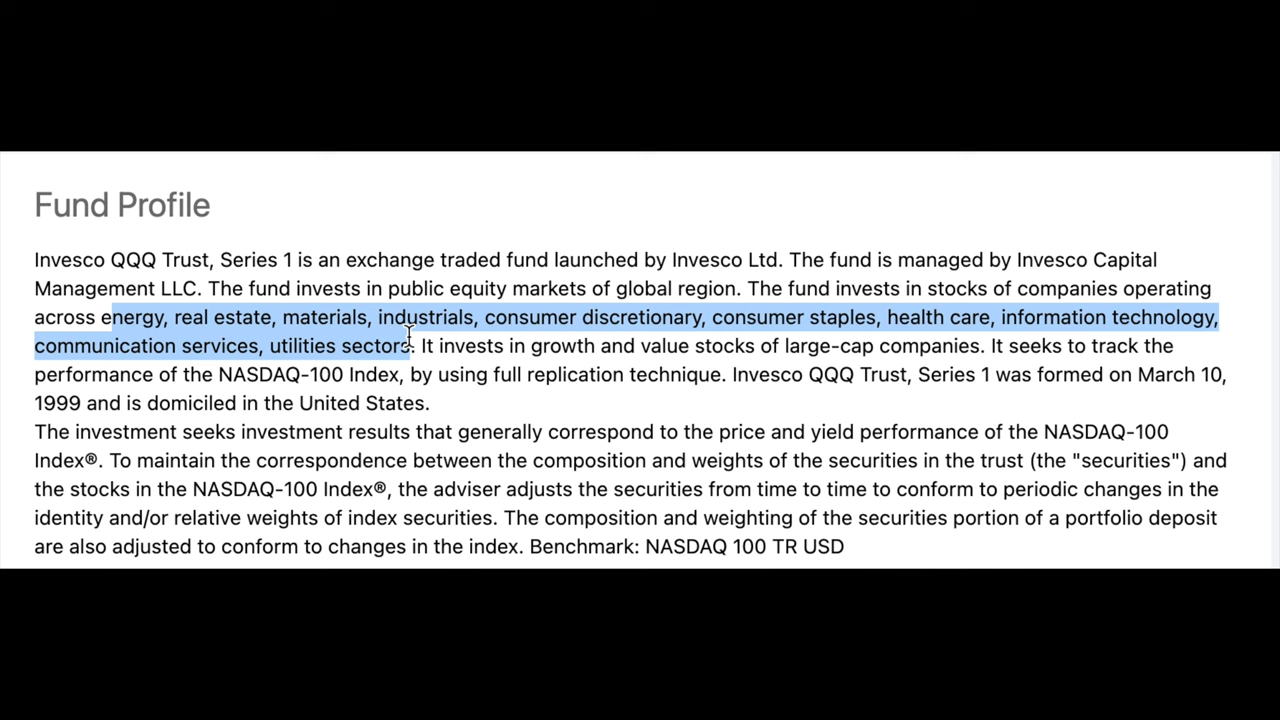 Fund Profile
Invesco QQQ Trust, Series 1 is an exchange traded fund launched by Invesco Ltd. The fund is managed by Invesco Capital
Management LLC. The fund invests in public equity markets of global region. The fund invests in stocks of companies operating
across energy, real estate, materials, industrials, consumer discretionary, consumer staples, health care, information technology,
communication services, utilities sectors. It invests in growth and value stocks of large-cap companies. It seeks to track the
performance of the NASDAQ-100 Index, by using full replication technique. Invesco QQQ Trust, Series 1 was formed on March 10,
1999 and is domiciled in the United States.
The investment seeks investment results that generally correspond to the price and yield performance of the NASDAQ-100
Index®. To maintain the correspondence between the composition and weights of the securities in the trust (the "securities") and
the stocks in the NASDAQ-100 Index®, the adviser adjusts the securities from time to time to conform to periodic changes in the
identity and/or relative weights of index securities. The composition and weighting of the securities portion of a portfolio deposit
are also adjusted to conform to changes in the index. Benchmark: NASDAQ 100 TR USD